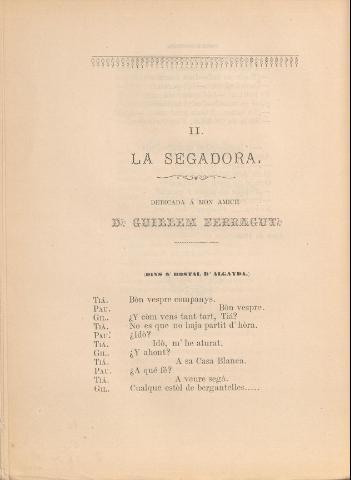 II.
LA SEGADORA.
DEDICADA Á MON AMICH
D. GUILLEM FERRAGUT.
(DINS S' HOSTAL D' ALGAYDA.)
TIÁ. Bòn vespre companys.
PAU. Bòn vespre.
GIL. ¿Y còm vens tant tart, Tiá?
TIÁ. No es que no haja partit d' hòra.
PAU. ¿Idò?
TIÁ. Idò, m' he aturat.
GIL. ¿Y ahont?
TIÁ. A sa Casa Blanca.
PAU. ¿A qué fé?
TIÁ. A veure segá.
GIL. Cualque estòl de bergantelles.....